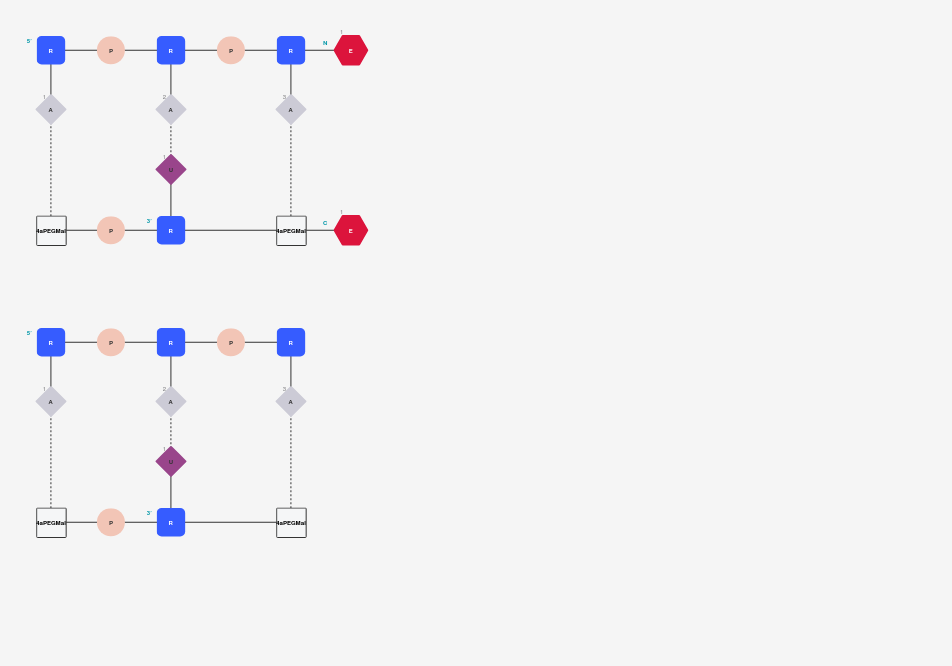 5' R P R P R N 1 E
1 A 2 A 3 A
1 U
4aPEGMal P 3' R 4aPEGMal C 1 E
5' R P R P R
1 A 2 A 3 A
1 U
4aPEGMal P 3' R 4aPEGMal